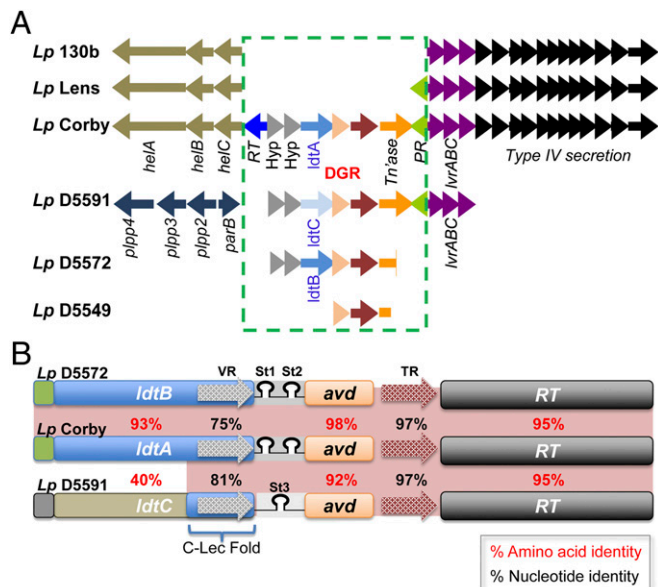 A
Lp 130b
Lp Lens
Lp Corby
helA
helB
helC
RT
Hyp
Hyp
ldtA
DGR
Tn'ase
PR
lvrABC
Type IV secretion
Lp D5591
plpp4
plpp3
plpp2
parB
ldtC
lvrABC
Lp D5572
ldtB
Lp D5549
B
Lp D5572
VR St1 St2 TR
ldtB avd RT
93% 75% 98% 97% 95%
Lp Corby
ldtA avd RT
40% 81% 92% 97% 95%
Lp D5591
St3
ldtC avd RT
C-Lec Fold
% Amino acid identity
% Nucleotide identity